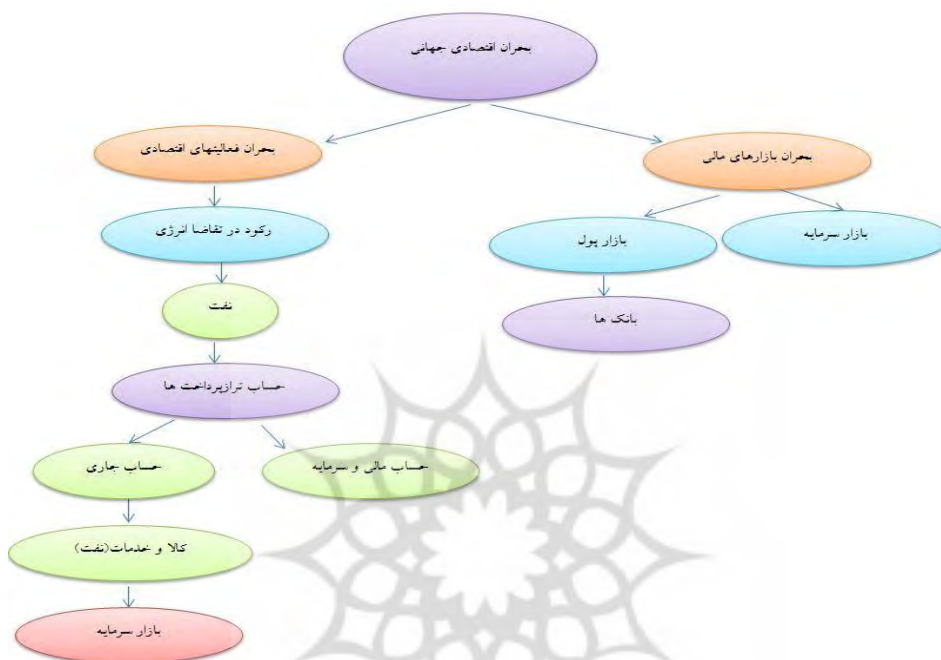 بحران اقتصادی جهانی
بحران بازارهای مالی
بحران فعالیتهای اقتصادی
بازار سرمایه
بازار پول
رکود در تقاضا انرژی
بانک ها
نفت
حساب ترازپرداخت ها
حساب مالی و سرمایه
حساب جاری
کالا و خدمات(نفت)
بازار سرمایه